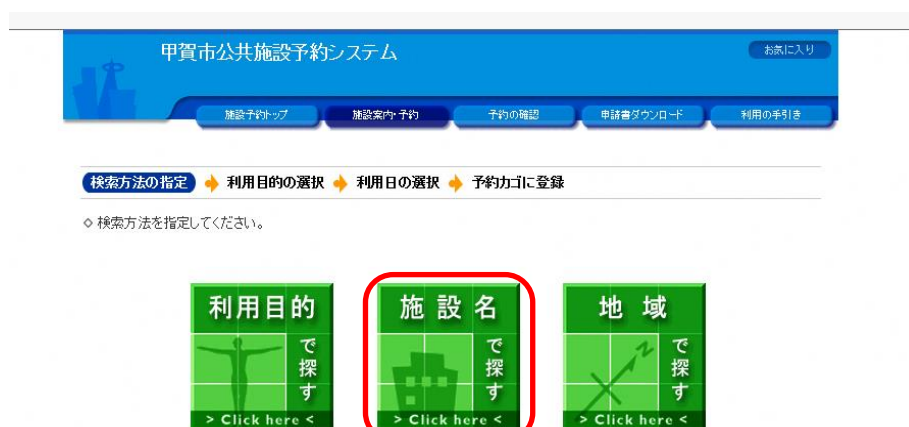 甲賀市公共施設予約システム
お気に入り
施設予約トップ
施設案内・予約
予約の確認
申請書ダウンロード
利用の手引き
検索方法の指定 利用目的の選択 利用日の選択 予約カゴに登録
◇ 検索方法を指定してください。
利用目的
で探す
> Click here <
施設名
で探す
> Click here <
地域
で探す
> Click here <